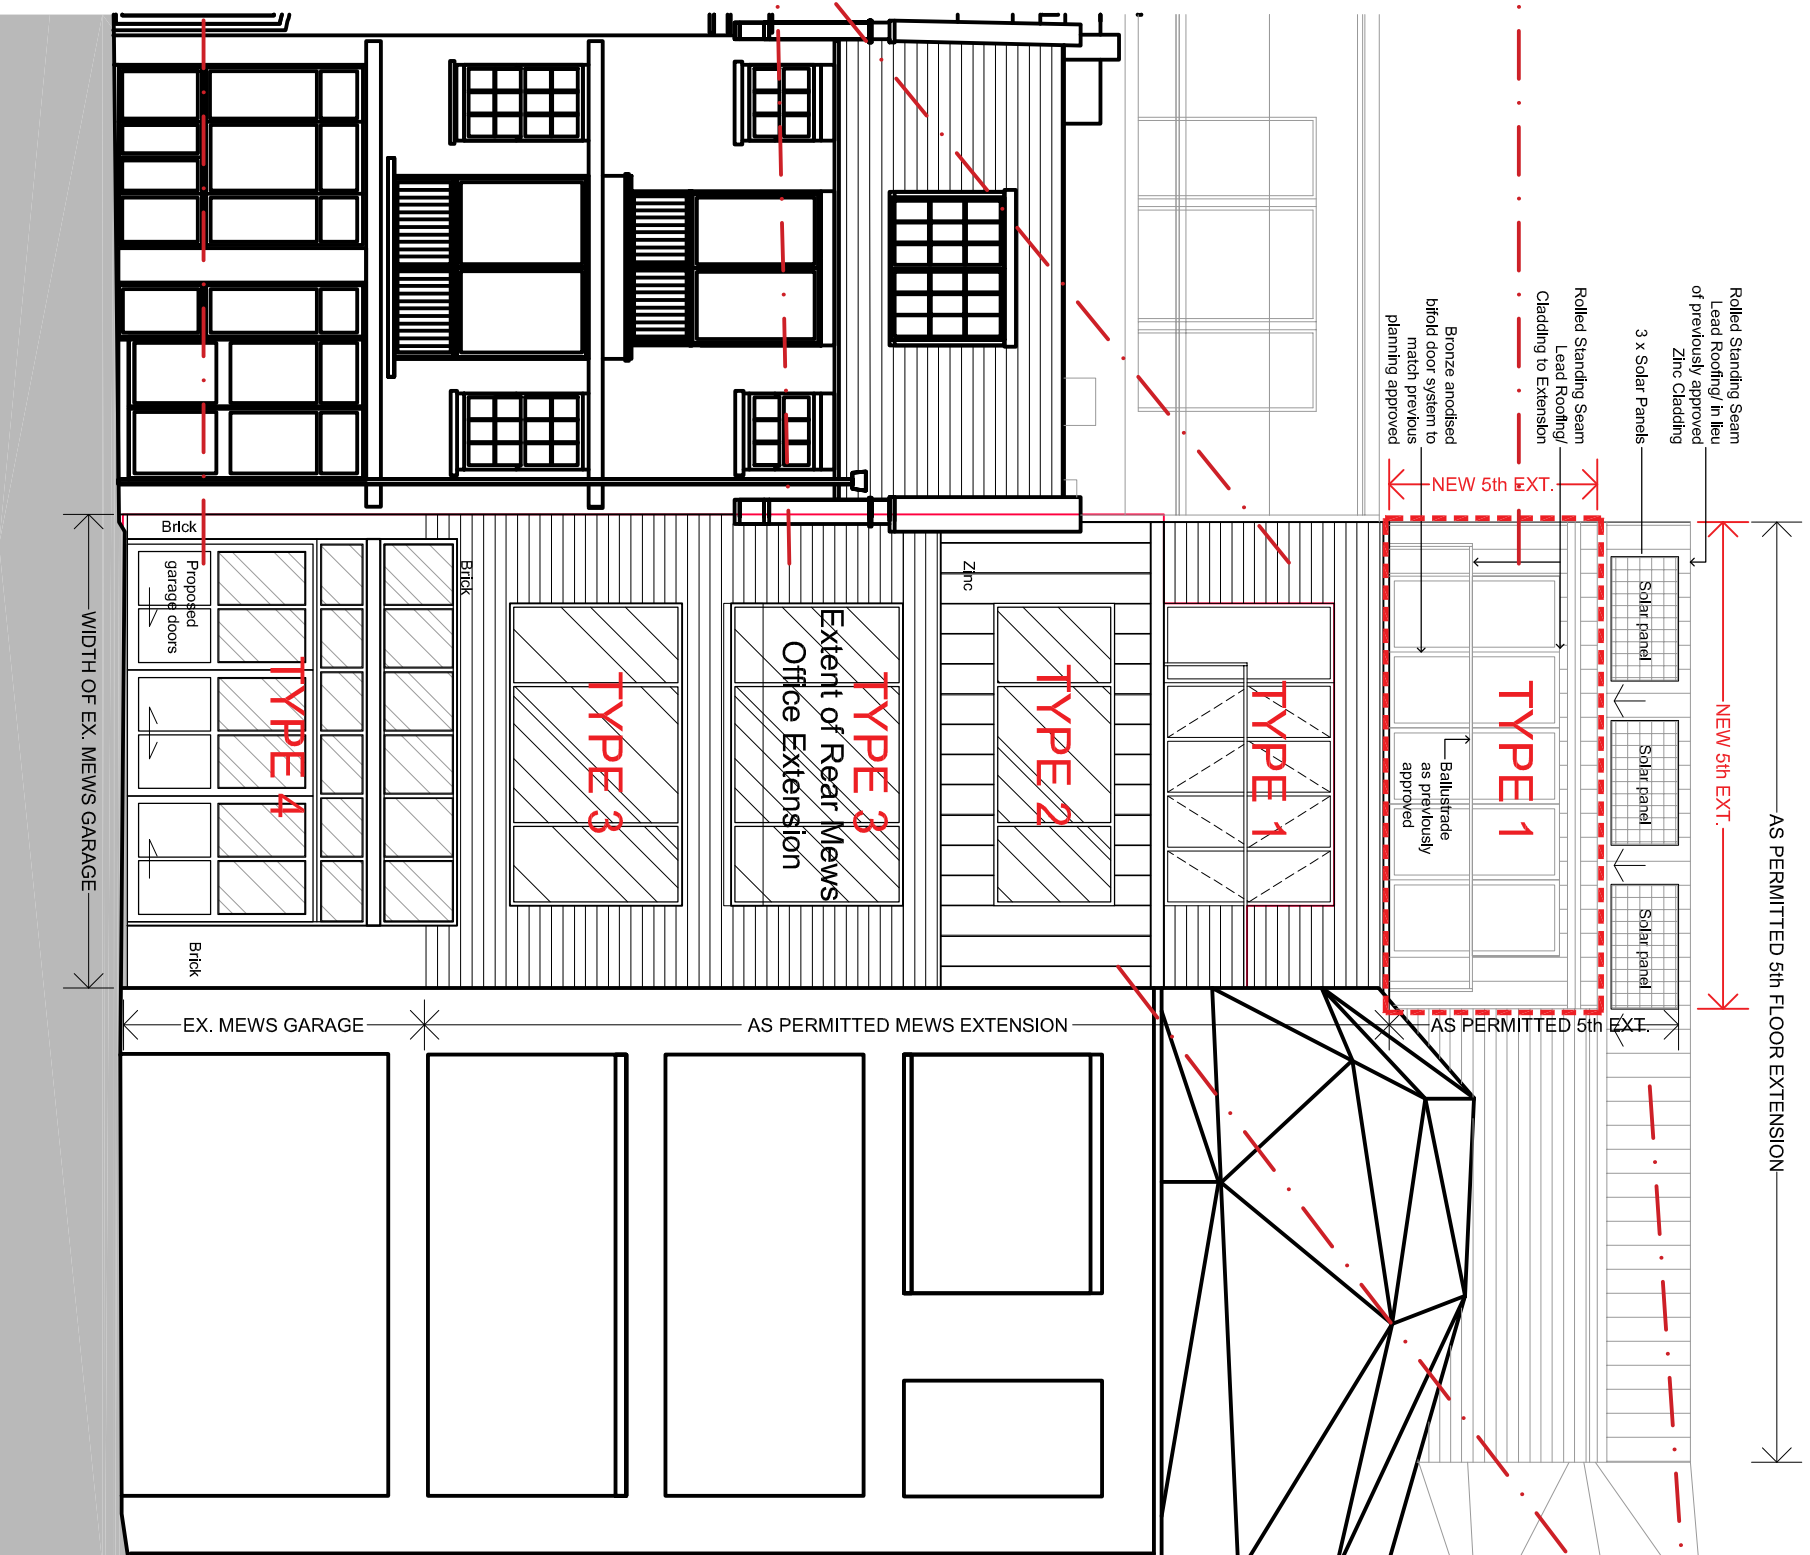 AS PERMITTED 5th FLOOR EXTENSION
NEW 5th EXT.
Rolled Standing Seam
Lead Roofing/ in lieu
of previously approved
Zinc Cladding
3 x Solar Panels
Rolled Standing Seam
Lead Roofing/
Cladding to Extension
Bronze anodised
bifold door system to
match previous
planning approved
Solar panel
Solar panel
Solar panel
NEW 5th EXT.
TYPE 1
Ballustrade
as previously
approved
AS PERMITTED 5th EXT.
TYPE 1
TYPE 2
Zinc
TYPE 3
Extent of Rear Mews
Office Extension
TYPE 3
AS PERMITTED MEWS EXTENSION
Brick
TYPE 4
Brick
Proposed
garage doors
Brick
EX. MEWS GARAGE
WIDTH OF EX. MEWS GARAGE